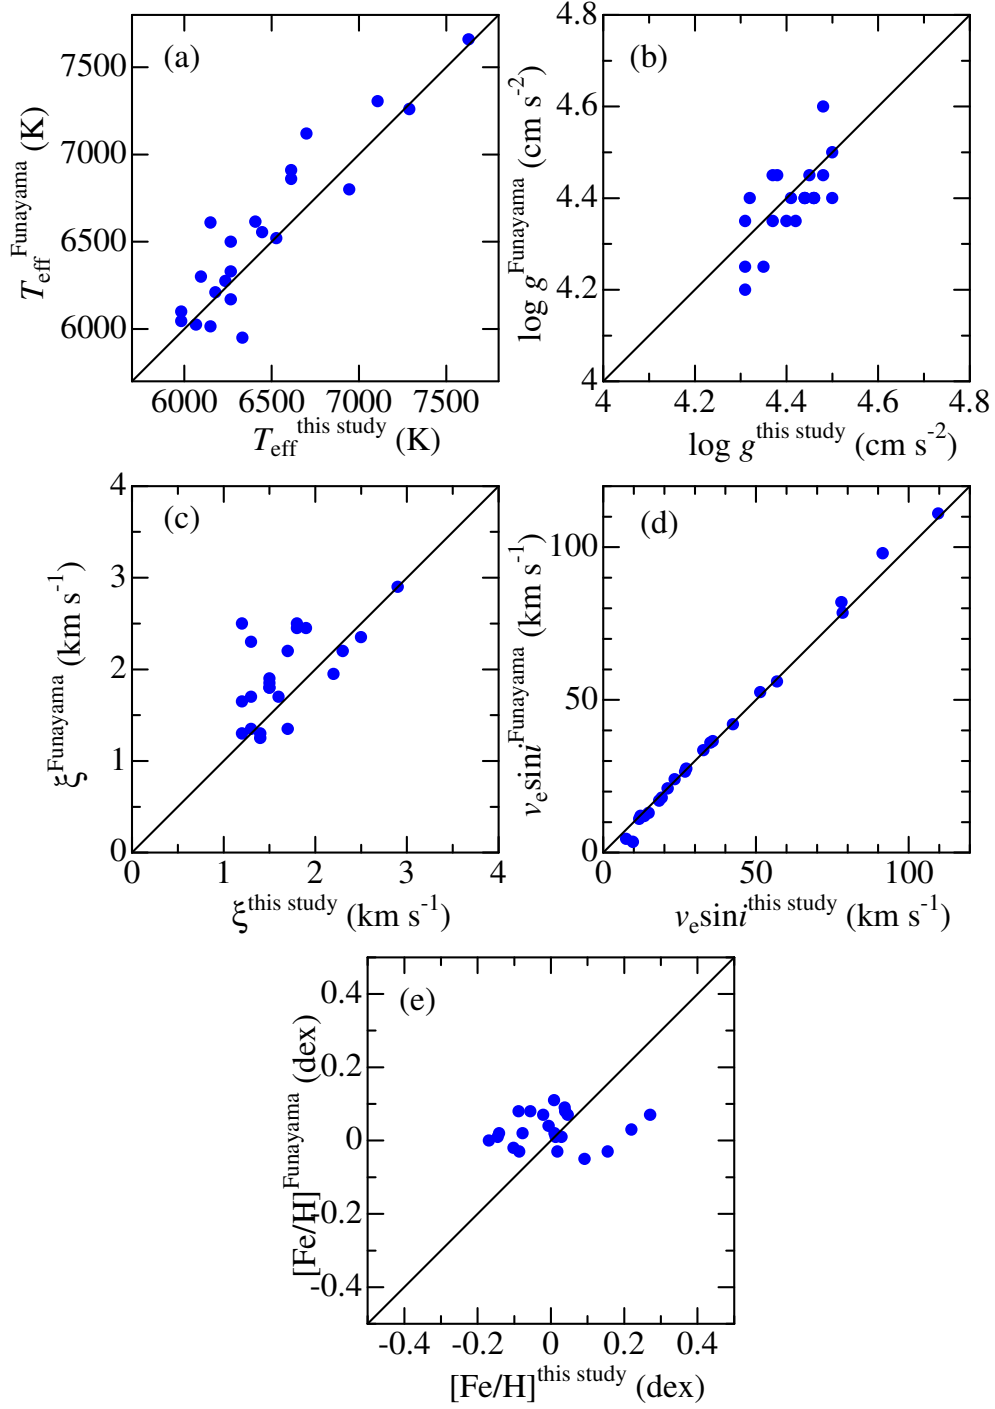 (a)
7500
7000
6500
6000
T_eff^Funayama (K)
6000 6500 7000 7500
T_eff^this study (K)
(b)
4.8
4.6
4.4
4.2
4
log g^Funayama (cm s^-2)
4 4.2 4.4 4.6 4.8
log g^this study (cm s^-2)
(c)
4
3
2
1
0
ξ^Funayama (km s^-1)
0 1 2 3 4
ξ^this study (km s^-1)
(d)
100
50
0
v_e sin i^Funayama (km s^-1)
0 50 100
v_e sin i^this study (km s^-1)
(e)
0.4
0.2
0
-0.2
-0.4
[Fe/H]^Funayama (dex)
-0.4 -0.2 0 0.2 0.4
[Fe/H]^this study (dex)